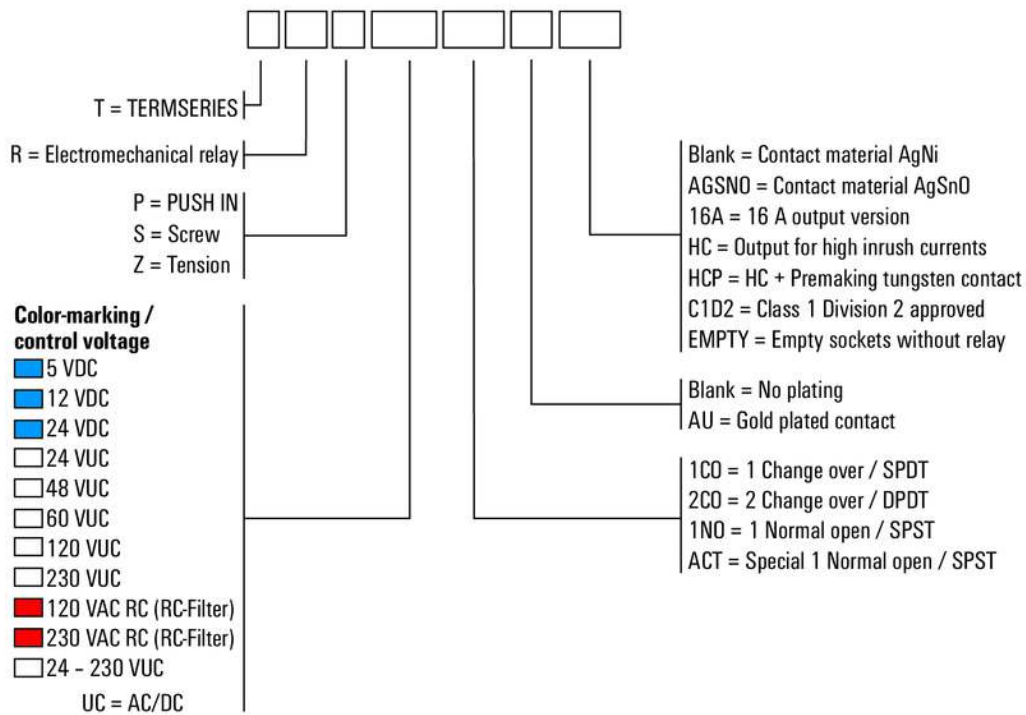 T = TERMSERIES
R = Electromechanical relay
P = PUSH IN
S = Screw
Z = Tension
Color-marking /
control voltage
5 VDC
12 VDC
24 VDC
24 VUC
48 VUC
60 VUC
120 VUC
230 VUC
120 VAC RC (RC-Filter)
230 VAC RC (RC-Filter)
24 – 230 VUC
UC = AC/DC
Blank = Contact material AgNi
AGSNO = Contact material AgSnO
16A = 16 A output version
HC = Output for high inrush currents
HCP = HC + Premaking tungsten contact
C1D2 = Class 1 Division 2 approved
EMPTY = Empty sockets without relay
Blank = No plating
AU = Gold plated contact
1CO = 1 Change over / SPDT
2CO = 2 Change over / DPDT
1NO = 1 Normal open / SPST
ACT = Special 1 Normal open / SPST